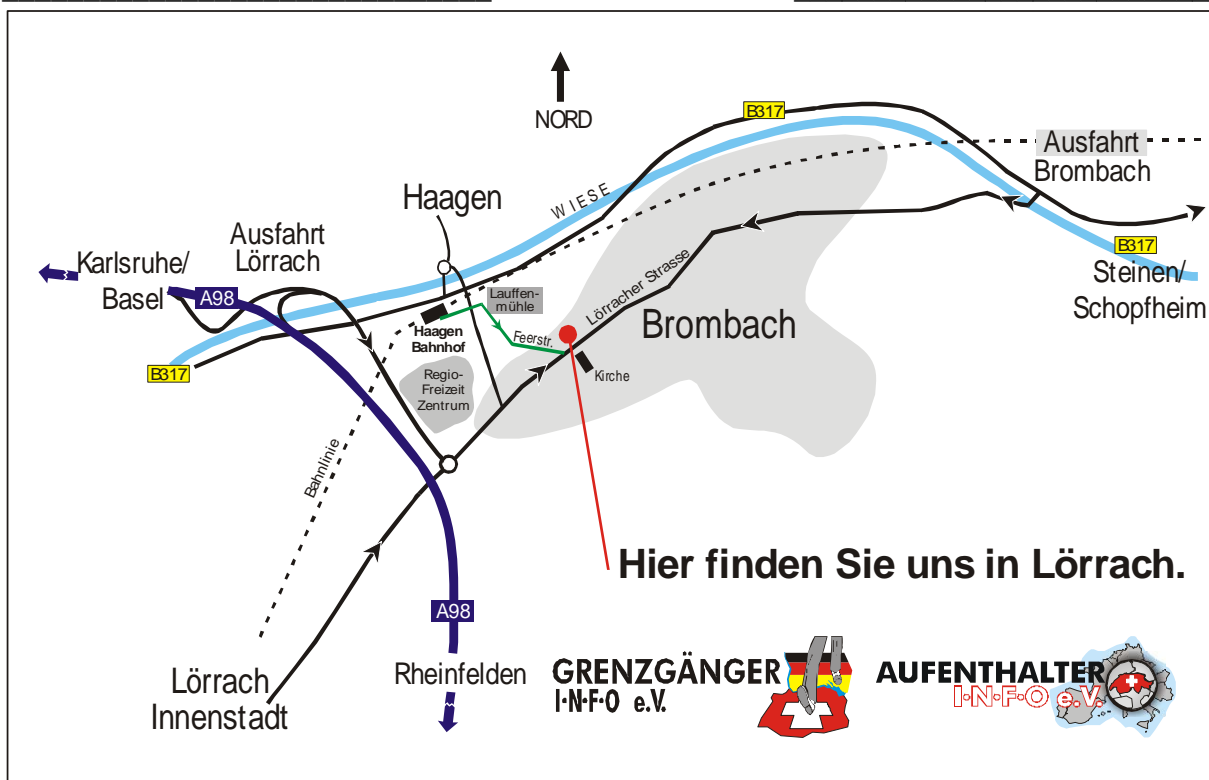 NORD
B317
Ausfahrt
Brombach
Haagen
WIESE
Ausfahrt
Lörrach
Karlsruhe/
Basel
A98
B317
Steinen/
Schopfheim
Lauffen-
mühle
Lörracher Strasse
Brombach
Haagen
Bahnhof
Feerstr.
Kirche
B317
Regio-
Freizeit
Zentrum
Bahnlinie
Hier finden Sie uns in Lörrach.
A98
Rheinfelden
Lörrach
Innenstadt
GRENZGÄNGER
I·N·F·O e.V.
AUFENTHALTER
I·N·F·O e.V.